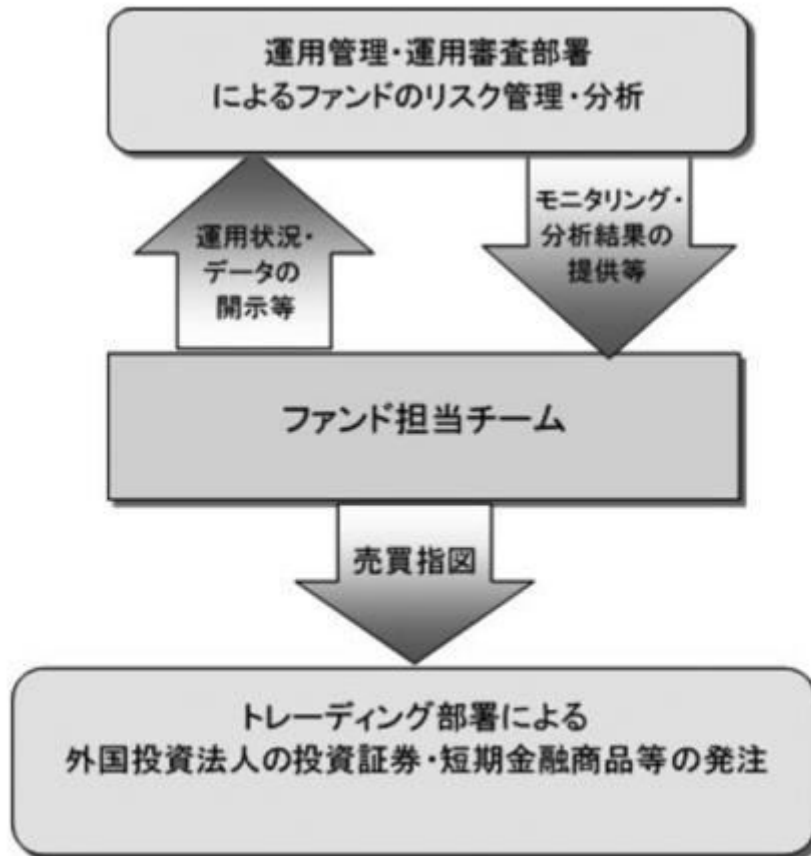 運用管理・運用審査部署
によるファンドのリスク管理・分析
運用状況・
データの
開示等
モニタリング・
分析結果の
提供等
ファンド担当チーム
売買指図
トレーディング部署による
外国投資法人の投資証券・短期金融商品等の発注